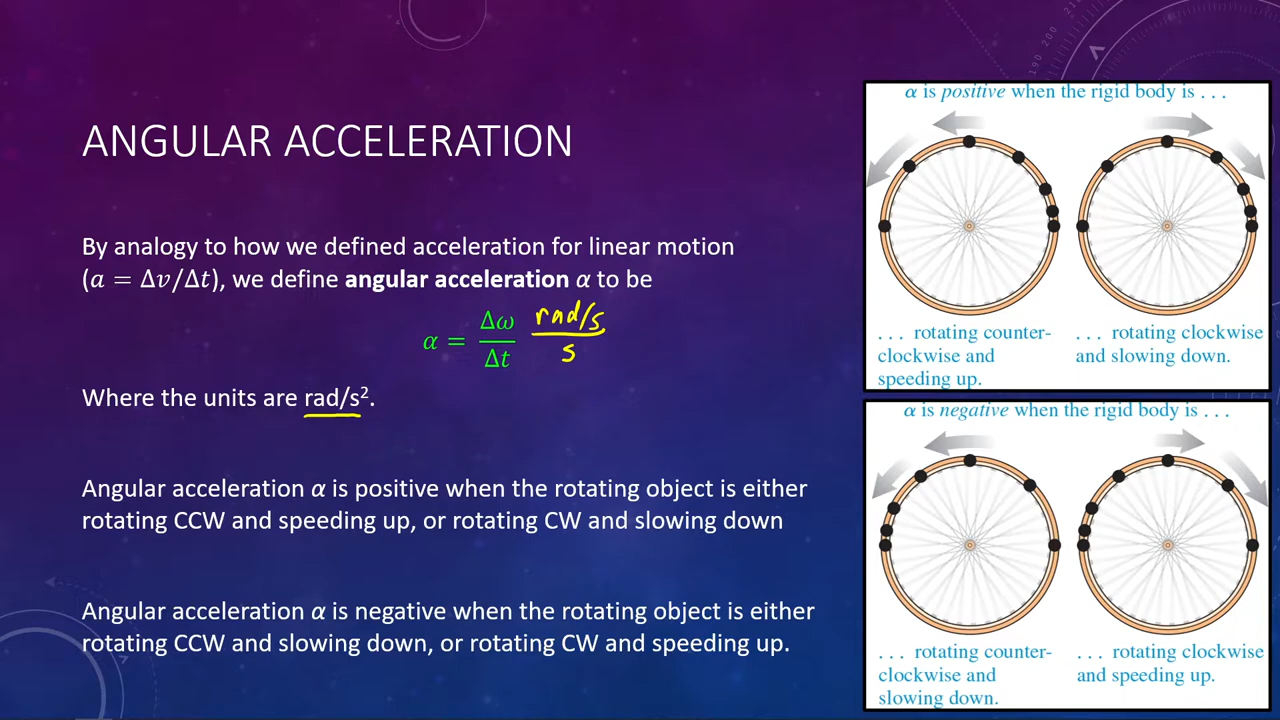 ANGULAR ACCELERATION
By analogy to how we defined acceleration for linear motion
(𝑎 = Δ𝑣/Δ𝑡), we define angular acceleration 𝛼 to be
𝛼 = Δ𝜔/Δ𝑡 rad/s/s
Where the units are rad/s².
Angular acceleration 𝛼 is positive when the rotating object is either
rotating CCW and speeding up, or rotating CW and slowing down
Angular acceleration 𝛼 is negative when the rotating object is either
rotating CCW and slowing down, or rotating CW and speeding up.
α is positive when the rigid body is . . .
. . . rotating counter-
clockwise and
speeding up.
. . . rotating clockwise
and slowing down.
α is negative when the rigid body is . . .
. . . rotating counter-
clockwise and
slowing down.
. . . rotating clockwise
and speeding up.
190
200
210